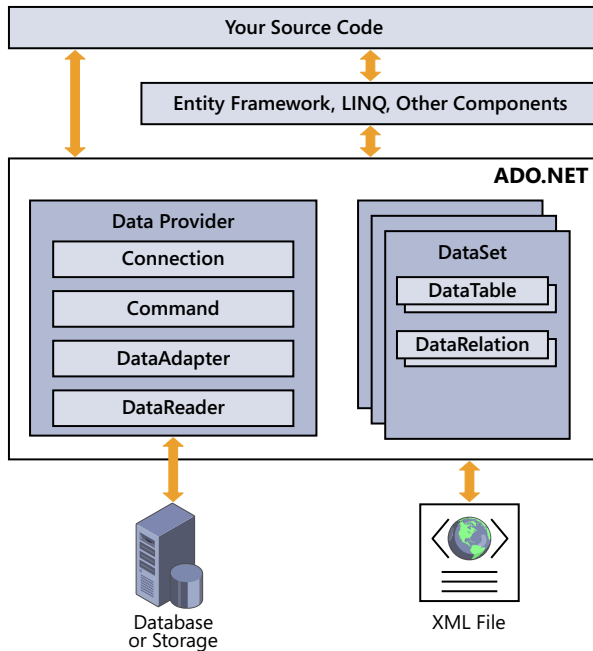 Your Source Code
Entity Framework, LINQ, Other Components
ADO.NET
Data Provider
Connection
Command
DataAdapter
DataReader
DataSet
DataTable
DataRelation
Database
or Storage
XML File